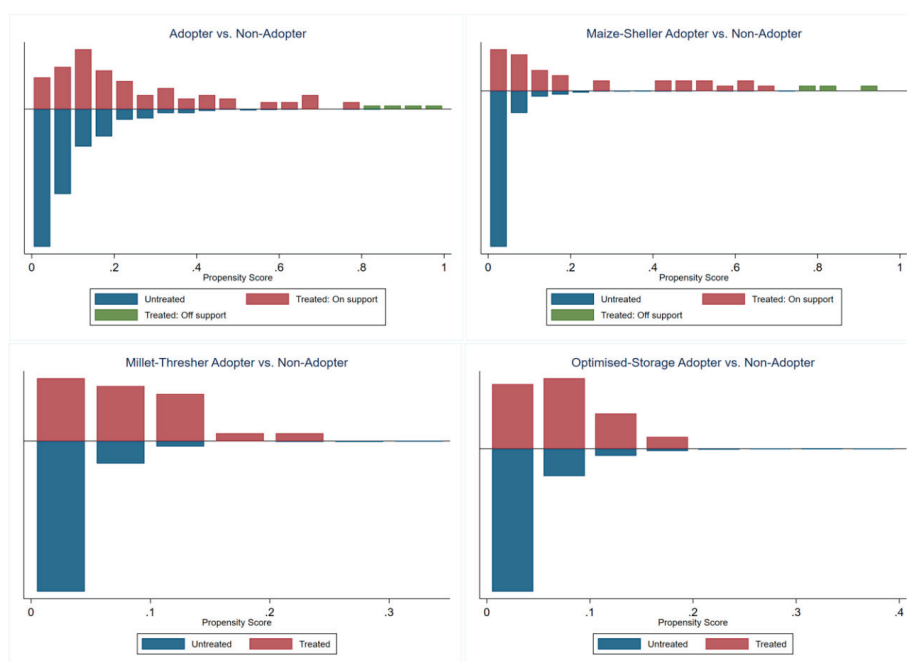 Adopter vs. Non-Adopter
0 .2 .4 .6 .8 1
Propensity Score
Untreated Treated: On support
Treated: Off support
Maize-Sheller Adopter vs. Non-Adopter
0 .2 .4 .6 .8 1
Propensity Score
Untreated Treated: On support
Treated: Off support
Millet-Thresher Adopter vs. Non-Adopter
0 .1 .2 .3
Propensity Score
Untreated Treated
Optimised-Storage Adopter vs. Non-Adopter
0 .1 .2 .3 .4
Propensity Score
Untreated Treated